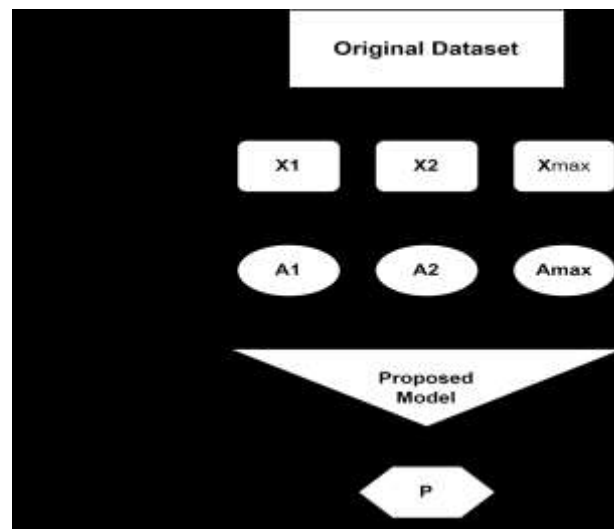 Original Dataset
X1 X2 Xmax
A1 A2 Amax
Proposed
Model
P